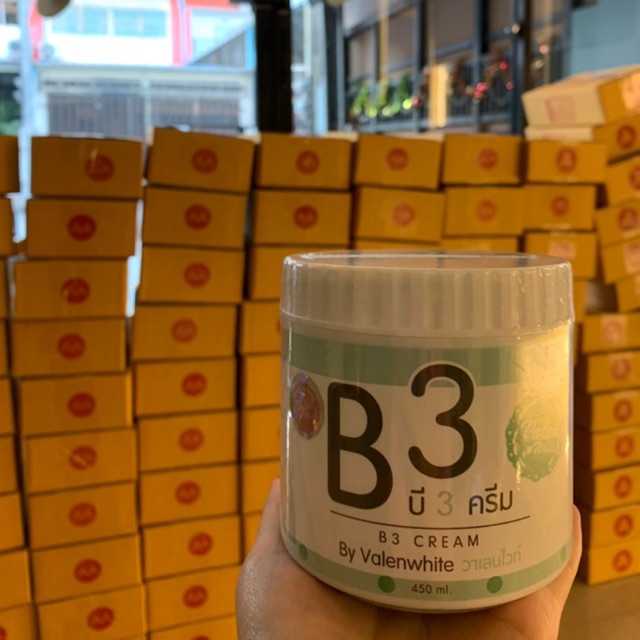 B3
บี 3 ครีม
B3 CREAM
By Valenwhite วาเลนไวท์
450 ml.